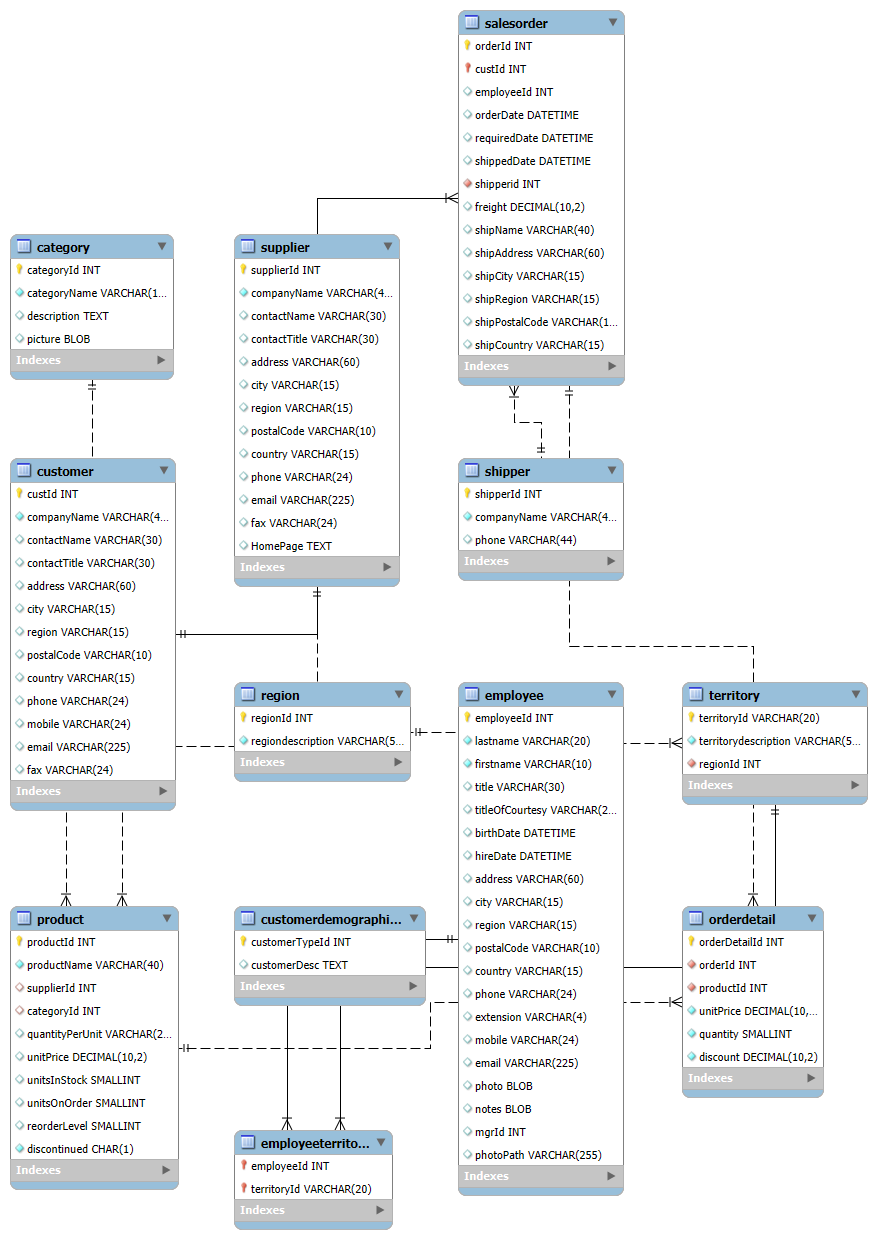 salesorder
orderId INT
custId INT
employeeId INT
orderDate DATETIME
requiredDate DATETIME
shippedDate DATETIME
shipperid INT
freight DECIMAL(10,2)
shipName VARCHAR(40)
shipAddress VARCHAR(60)
shipCity VARCHAR(15)
shipRegion VARCHAR(15)
shipPostalCode VARCHAR(1...
shipCountry VARCHAR(15)
Indexes
category
categoryId INT
categoryName VARCHAR(1...
description TEXT
picture BLOB
Indexes
supplier
supplierId INT
companyName VARCHAR(4...
contactName VARCHAR(30)
contactTitle VARCHAR(30)
address VARCHAR(60)
city VARCHAR(15)
region VARCHAR(15)
postalCode VARCHAR(10)
country VARCHAR(15)
phone VARCHAR(24)
email VARCHAR(225)
fax VARCHAR(24)
HomePage TEXT
Indexes
customer
custId INT
companyName VARCHAR(4...
contactName VARCHAR(30)
contactTitle VARCHAR(30)
address VARCHAR(60)
city VARCHAR(15)
region VARCHAR(15)
postalCode VARCHAR(10)
country VARCHAR(15)
phone VARCHAR(24)
mobile VARCHAR(24)
email VARCHAR(225)
fax VARCHAR(24)
Indexes
shipper
shipperId INT
companyName VARCHAR(4...
phone VARCHAR(44)
Indexes
region
regionId INT
regiondescription VARCHAR(5...
Indexes
employee
employeeId INT
lastname VARCHAR(20)
firstname VARCHAR(10)
title VARCHAR(30)
titleOfCourtesy VARCHAR(2...
birthDate DATETIME
hireDate DATETIME
address VARCHAR(60)
city VARCHAR(15)
region VARCHAR(15)
postalCode VARCHAR(10)
country VARCHAR(15)
phone VARCHAR(24)
extension VARCHAR(4)
mobile VARCHAR(24)
email VARCHAR(225)
photo BLOB
notes BLOB
mgrId INT
photoPath VARCHAR(255)
Indexes
territory
territoryId VARCHAR(20)
territorydescription VARCHAR(5...
regionId INT
Indexes
product
productId INT
productName VARCHAR(40)
supplierId INT
categoryId INT
quantityPerUnit VARCHAR(2...
unitPrice DECIMAL(10,2)
unitsInStock SMALLINT
unitsOnOrder SMALLINT
reorderLevel SMALLINT
discontinued CHAR(1)
Indexes
customerdemographi...
customerTypeId INT
customerDesc TEXT
Indexes
orderdetail
orderDetailId INT
orderId INT
productId INT
unitPrice DECIMAL(10,...
quantity SMALLINT
discount DECIMAL(10,2)
Indexes
employeeterrito...
employeeId INT
territoryId VARCHAR(20)
Indexes